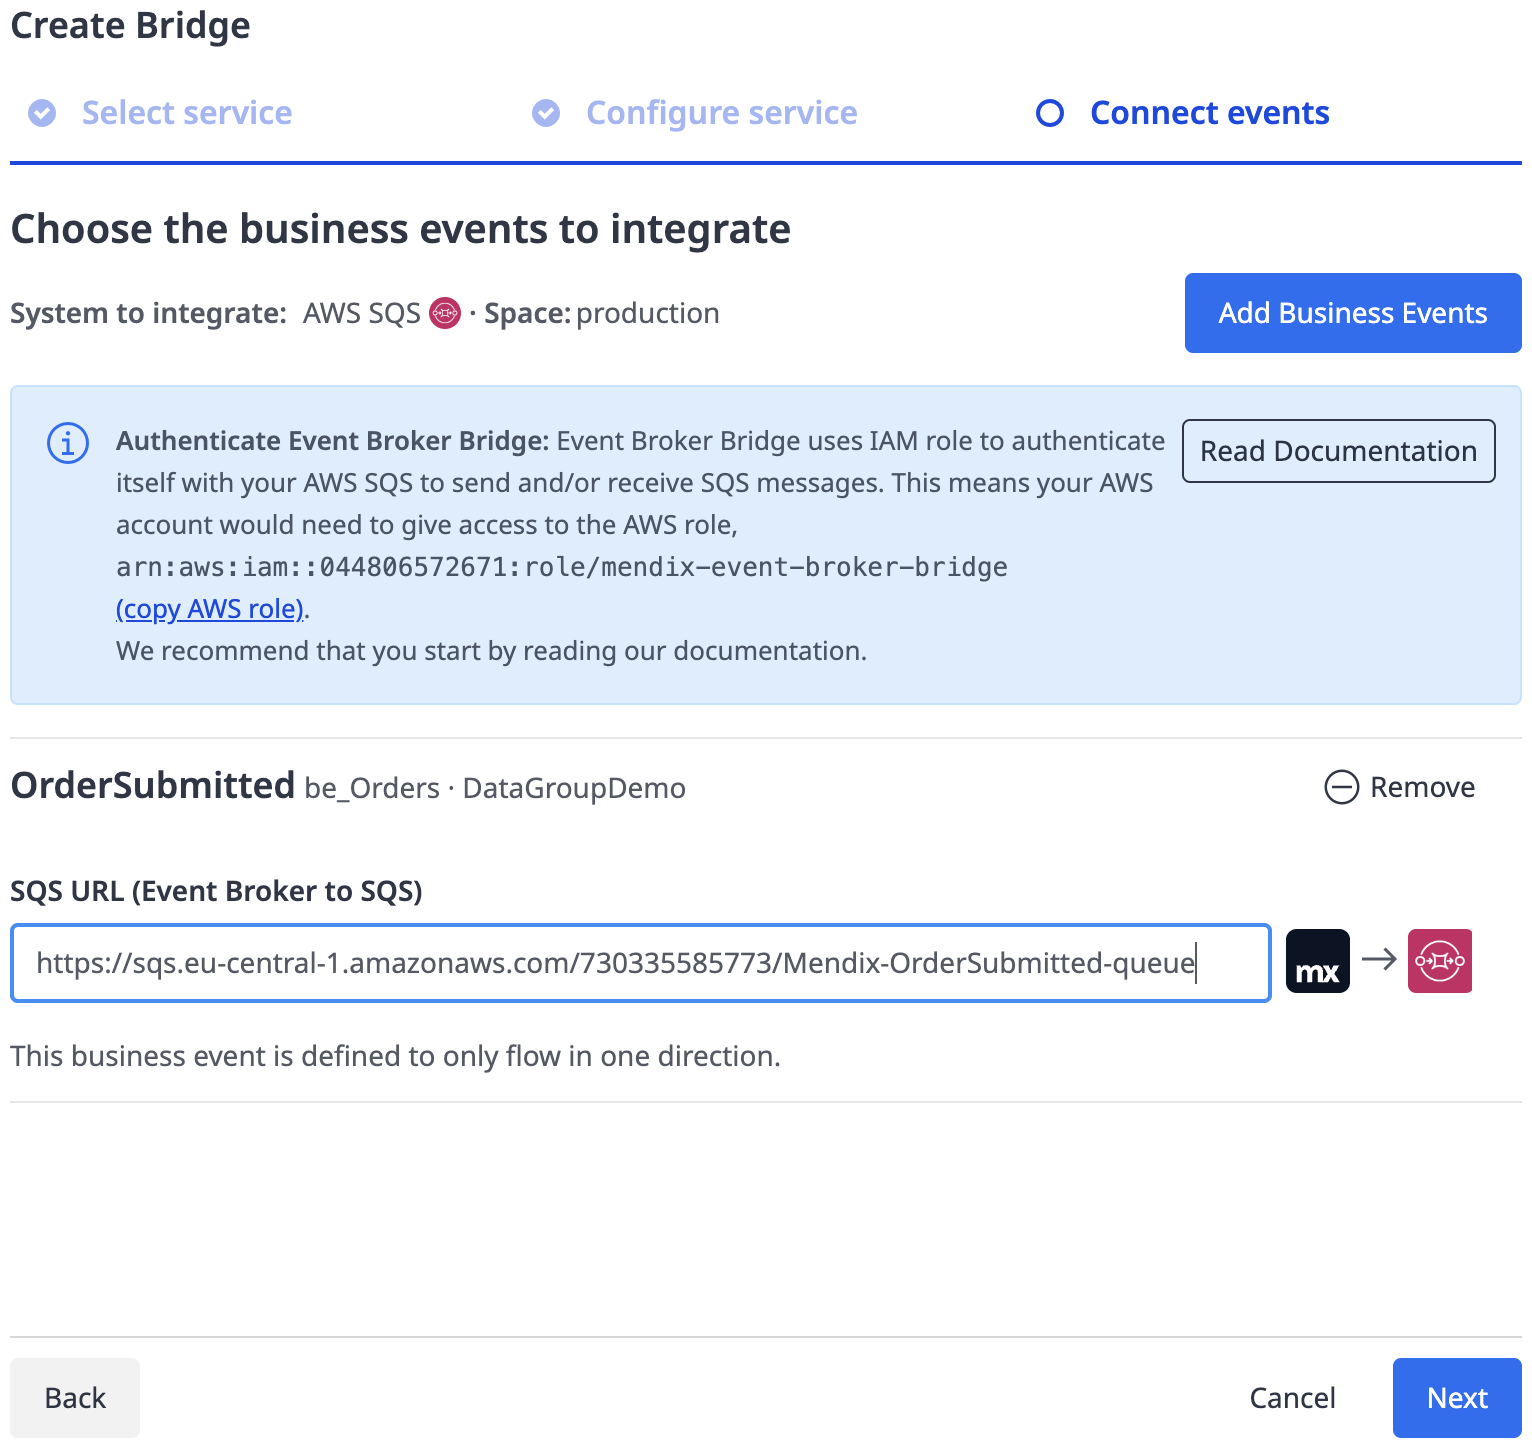 Create Bridge
Select service
Configure service
Connect events
Choose the business events to integrate
System to integrate: AWS SQS · Space: production
Add Business Events
Authenticate Event Broker Bridge: Event Broker Bridge uses IAM role to authenticate
itself with your AWS SQS to send and/or receive SQS messages. This means your AWS
account would need to give access to the AWS role,
arn:aws:iam::044806572671:role/mendix-event-broker-bridge
(copy AWS role).
We recommend that you start by reading our documentation.
Read Documentation
OrderSubmitted be_Orders · DataGroupDemo
Remove
SQS URL (Event Broker to SQS)
https://sqs.eu-central-1.amazonaws.com/730335585773/Mendix-OrderSubmitted-queue
mx
This business event is defined to only flow in one direction.
Back
Cancel
Next